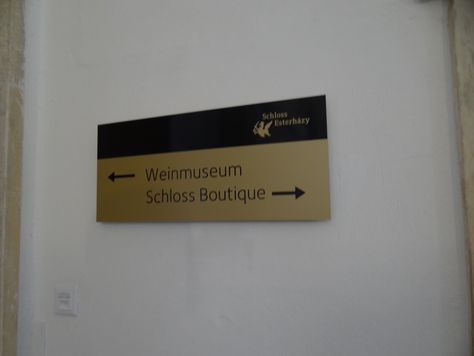 Schloss
Esterházy
← Weinmuseum
Schloss Boutique →